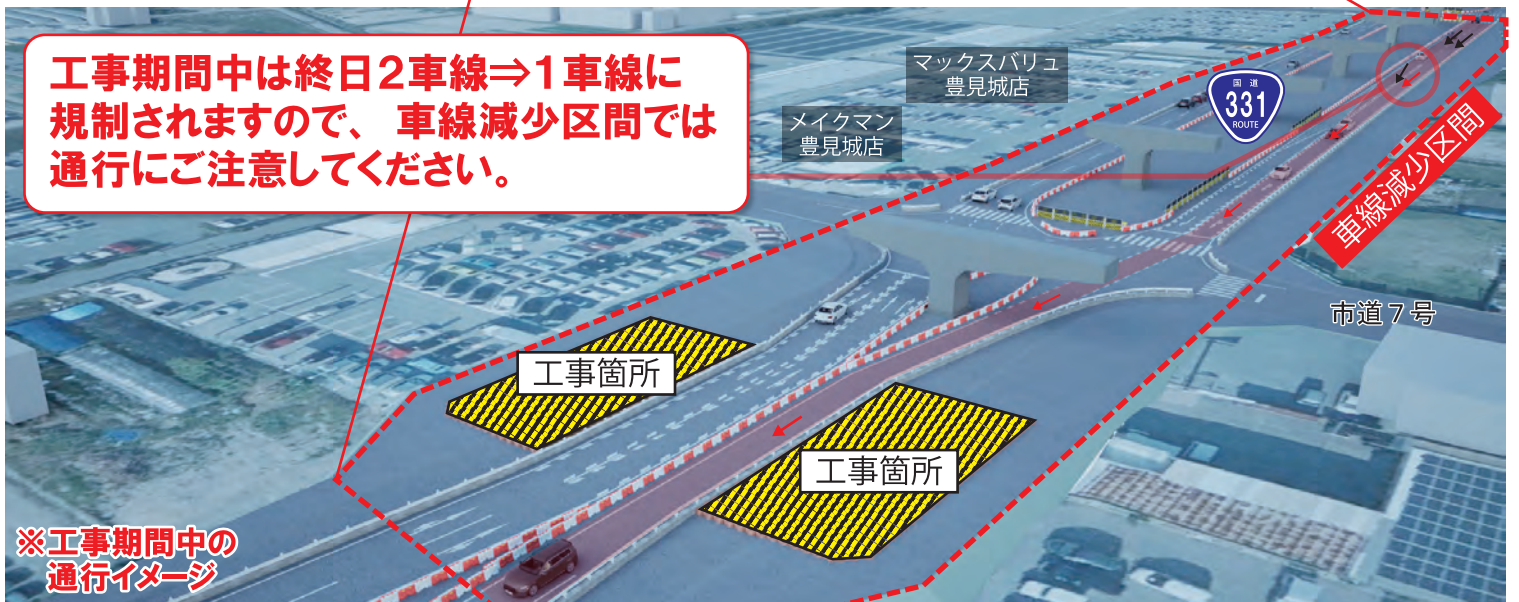 工事期間中は終日2車線⇒1車線に
規制されますので、 車線減少区間では
通行にご注意してください。
マックスバリュ
豊見城店
メイクマン
豊見城店
国道
331
ROUTE
車線減少区間
市道7号
工事箇所
工事箇所
※工事期間中の
通行イメージ